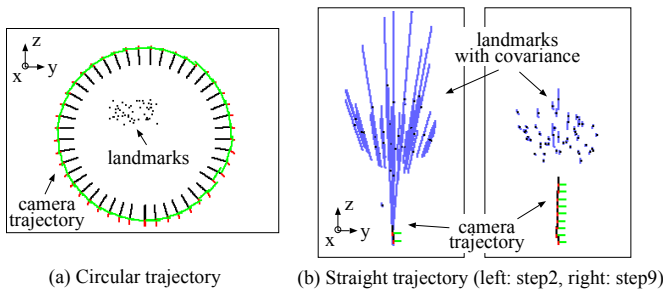 z
x
y
landmarks
camera
trajectory
(a) Circular trajectory
landmarks
with covariance
z
x
y
camera
trajectory
(b) Straight trajectory (left: step2, right: step9)